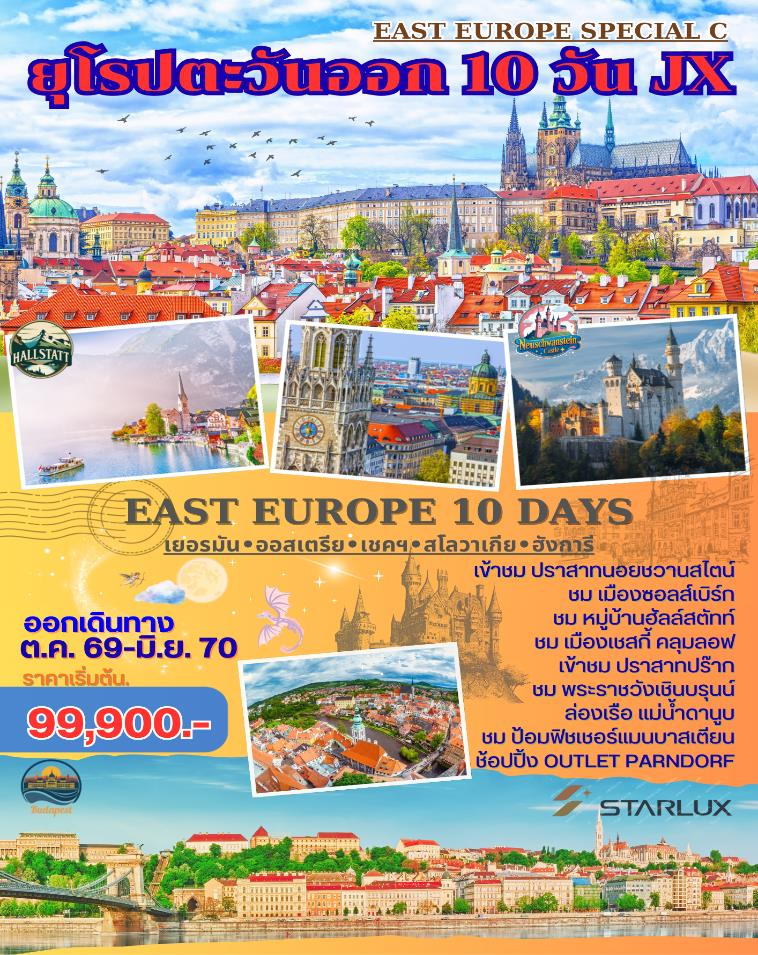 EAST EUROPE SPECIAL C
ยุโรปตะวันออก 10 วัน JX
HALLSTATT
Neuschwanstein
Castle
EAST EUROPE 10 DAYS
เยอรมัน•ออสเตรีย•เชคฯ•สโลวาเกีย•ฮังการี
เข้าชม ปราสาทนอยชวานสไตน์
ชม เมืองซอลส์เบิร์ก
ชม หมู่บ้านฮัลล์สตัทท์
ชม เมืองเชสกี้ คลุมลอฟ
เข้าชม ปราสาทปร๊าก
ชม พระราชวังเชินบรุนน์
ล่องเรือ แม่น้ำดานูบ
ชม ป้อมฟิชเชอร์แมนบาสเตียน
ช้อปปิ้ง OUTLET PARNDORF
ออกเดินทาง
ต.ค. 69-มิ.ย. 70
ราคาเริ่มต้น.
99,900.-
Budapest
STARLUX